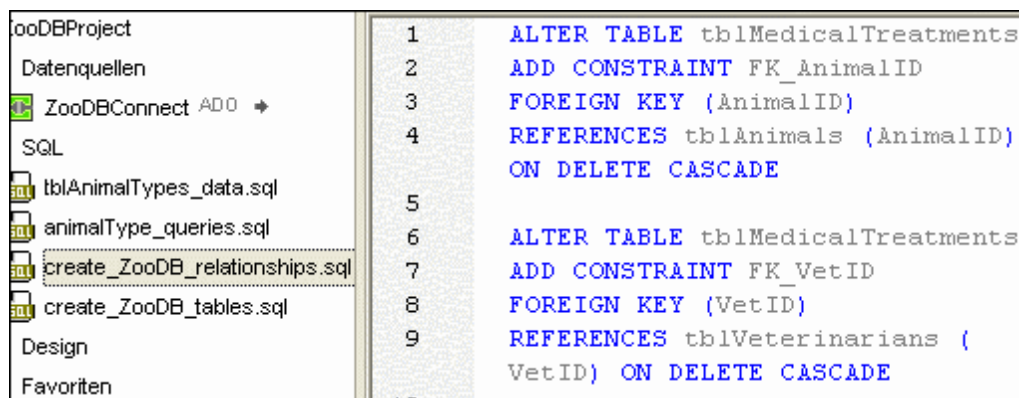 ooDBProject
Datenquellen
ZooDBConnect ADO
SQL
tblAnimalTypes_data.sql
animalType_queries.sql
create_ZooDB_relationships.sql
create_ZooDB_tables.sql
Design
Favoriten
1 ALTER TABLE tblMedicalTreatments
2 ADD CONSTRAINT FK_AnimalID
3 FOREIGN KEY (AnimalID)
4 REFERENCES tblAnimals (AnimalID)
ON DELETE CASCADE
5
6 ALTER TABLE tblMedicalTreatments
7 ADD CONSTRAINT FK_VetID
8 FOREIGN KEY (VetID)
9 REFERENCES tblVeterinarians (
VetID) ON DELETE CASCADE